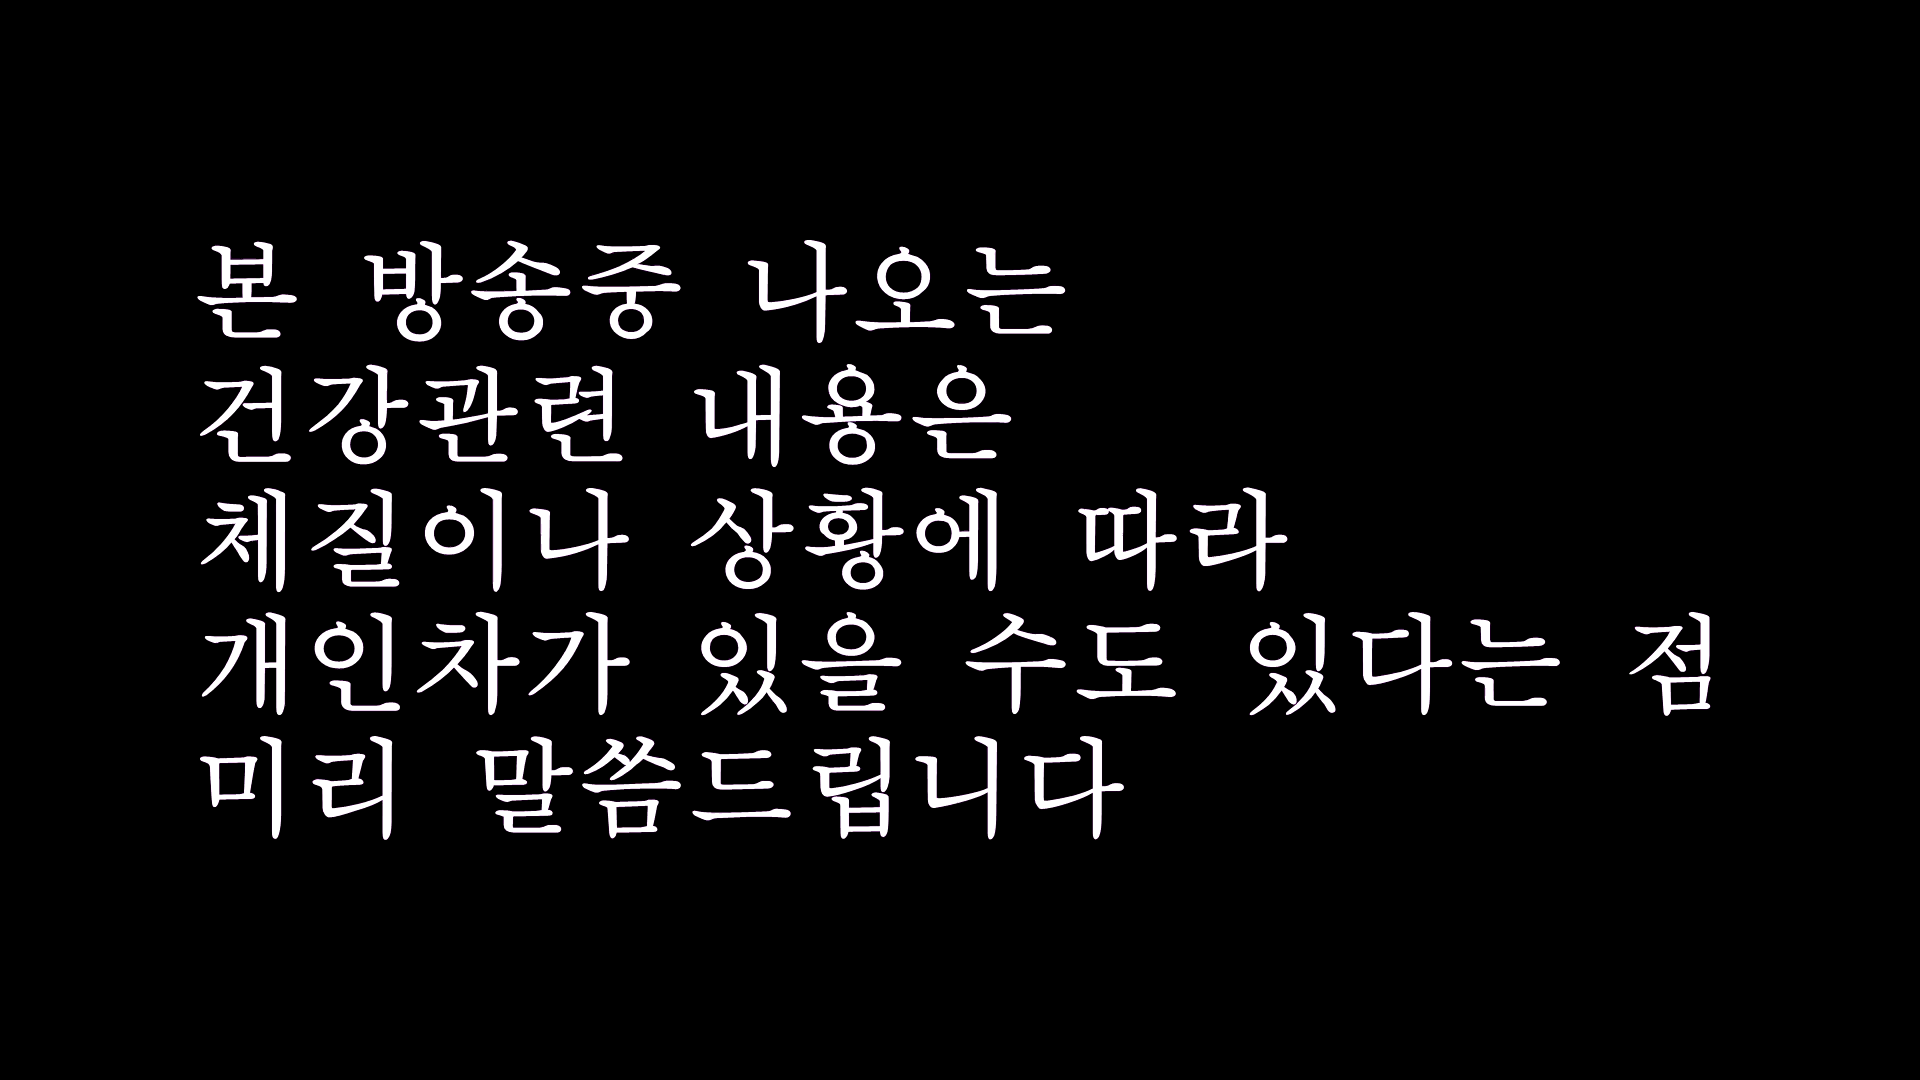 본 방송중 나오는
건강관련 내용은
체질이나 상황에 따라
개인차가 있을 수도 있다는 점
미리 말씀드립니다